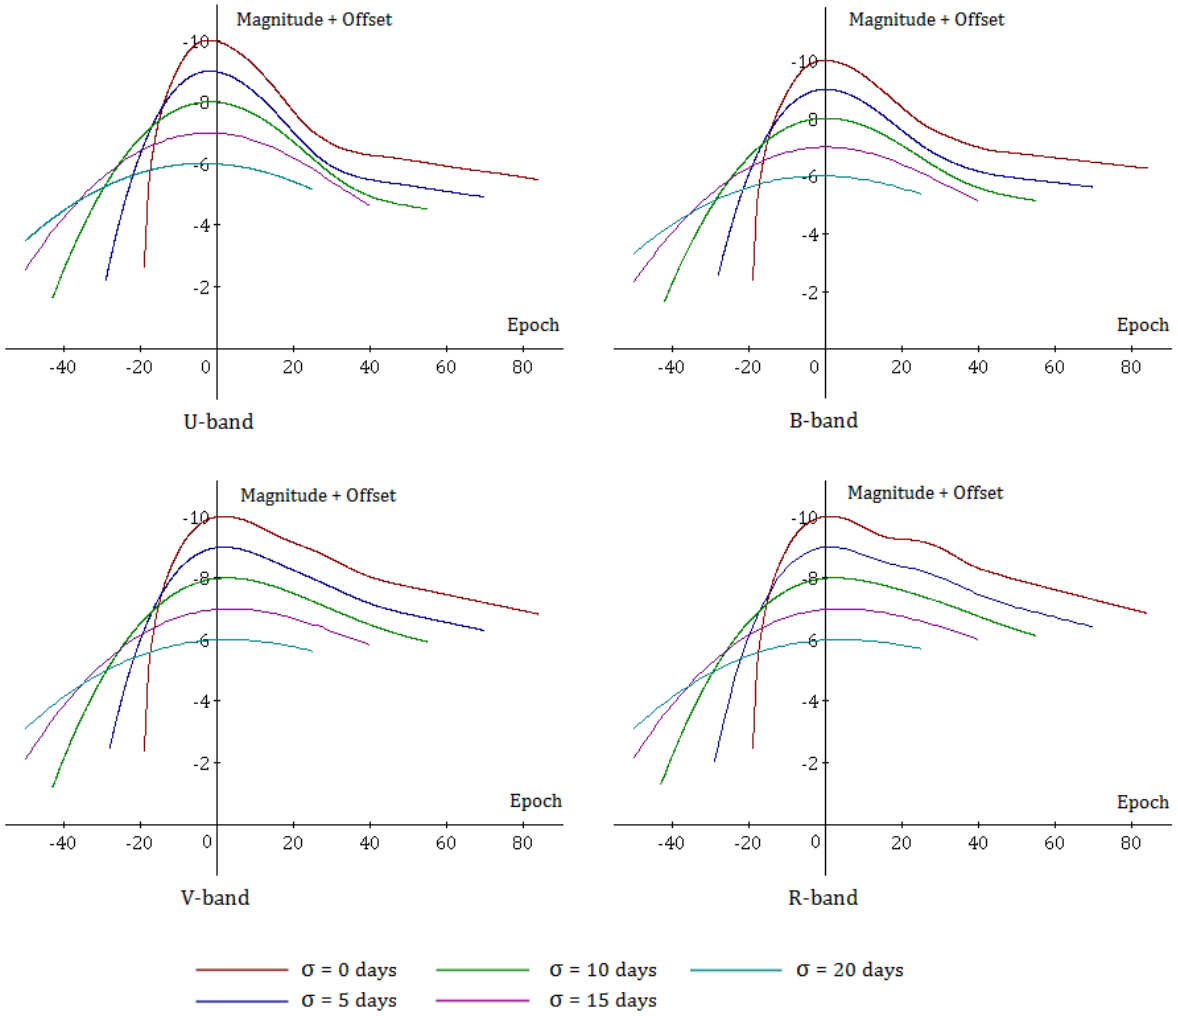 Magnitude + Offset
Magnitude + Offset
-10
-8
-6
-4
-2
Epoch
-40 -20 0 20 40 60 80
U-band
-10
-8
-6
-4
-2
Epoch
-40 -20 0 20 40 60 80
B-band
Magnitude + Offset
-10
-8
-6
-4
-2
Epoch
-40 -20 0 20 40 60 80
V-band
Magnitude + Offset
-10
-8
-6
-4
-2
Epoch
-40 -20 0 20 40 60 80
R-band
σ = 0 days σ = 10 days σ = 20 days
σ = 5 days σ = 15 days